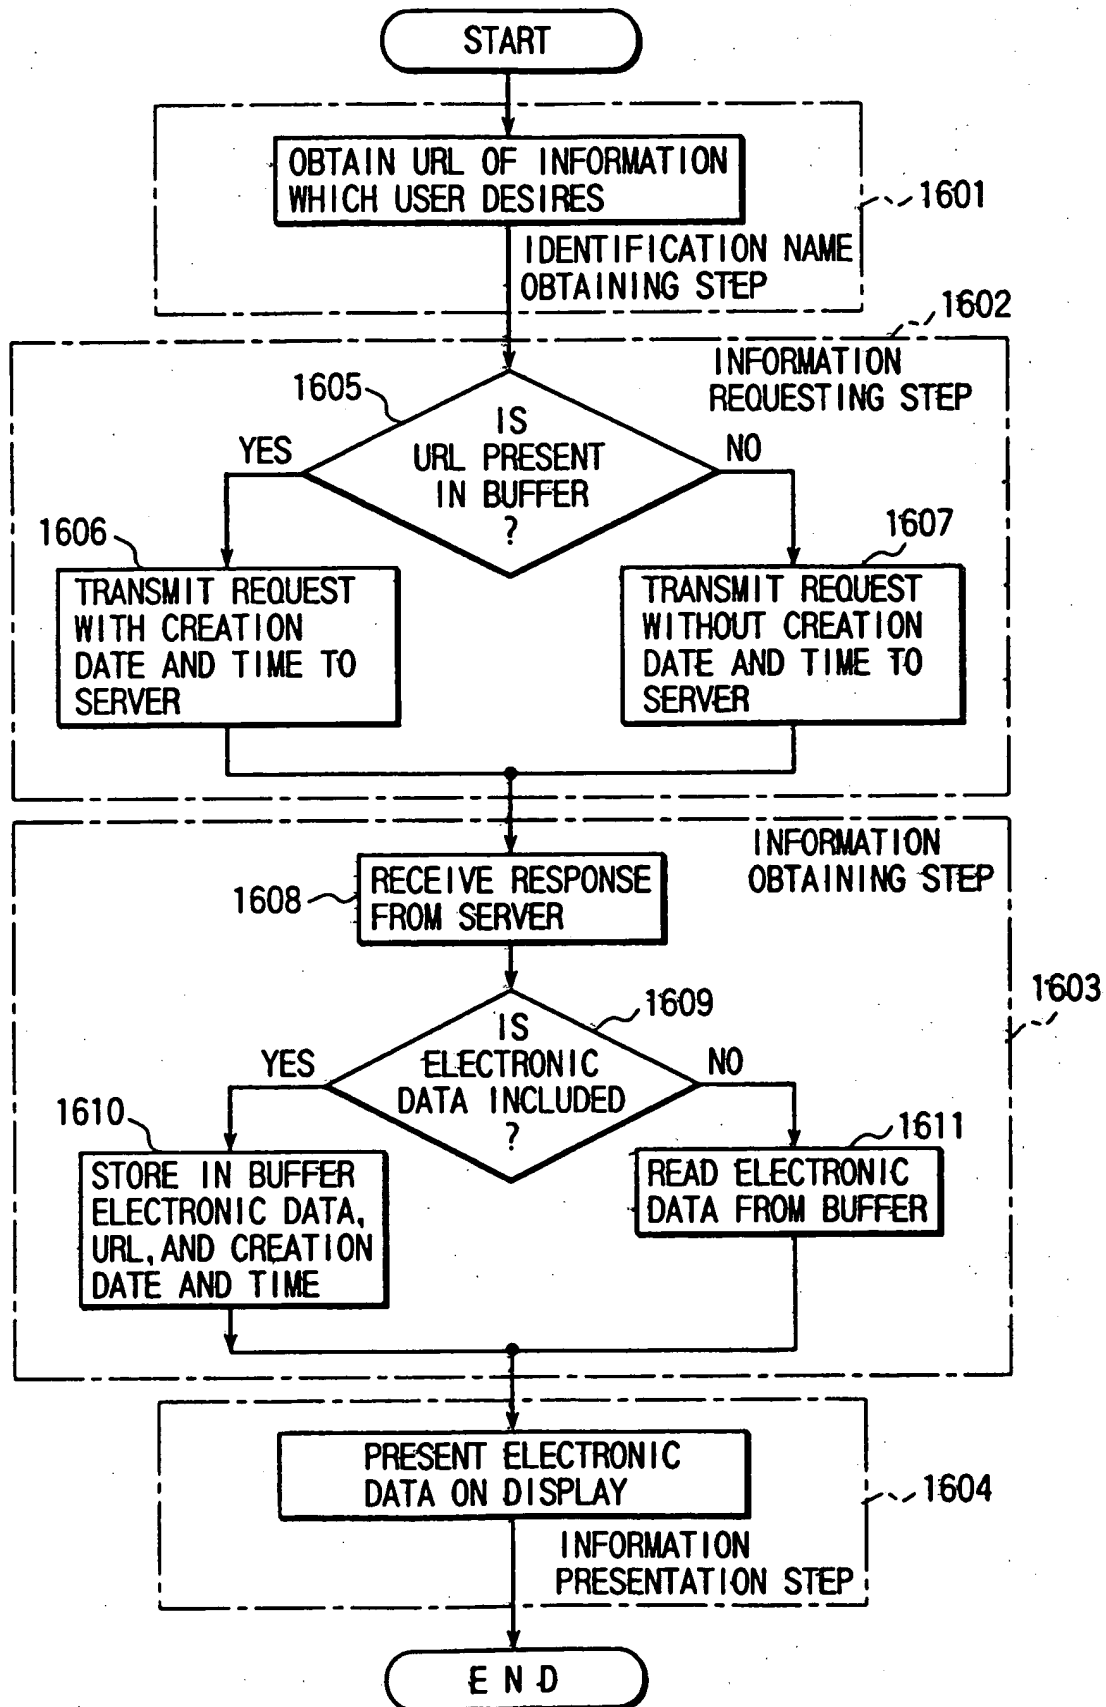 START
OBTAIN URL OF INFORMATION
WHICH USER DESIRES
1601
IDENTIFICATION NAME
OBTAINING STEP
1602
INFORMATION
REQUESTING STEP
1605
IS
URL PRESENT
IN BUFFER
?
YES
NO
1606
TRANSMIT REQUEST
WITH CREATION
DATE AND TIME TO
SERVER
1607
TRANSMIT REQUEST
WITHOUT CREATION
DATE AND TIME TO
SERVER
INFORMATION
OBTAINING STEP
1608
RECEIVE RESPONSE
FROM SERVER
1603
1609
IS
ELECTRONIC
DATA INCLUDED
?
YES
NO
1610
STORE IN BUFFER
ELECTRONIC DATA,
URL, AND CREATION
DATE AND TIME
1611
READ ELECTRONIC
DATA FROM BUFFER
PRESENT ELECTRONIC
DATA ON DISPLAY
1604
INFORMATION
PRESENTATION STEP
END